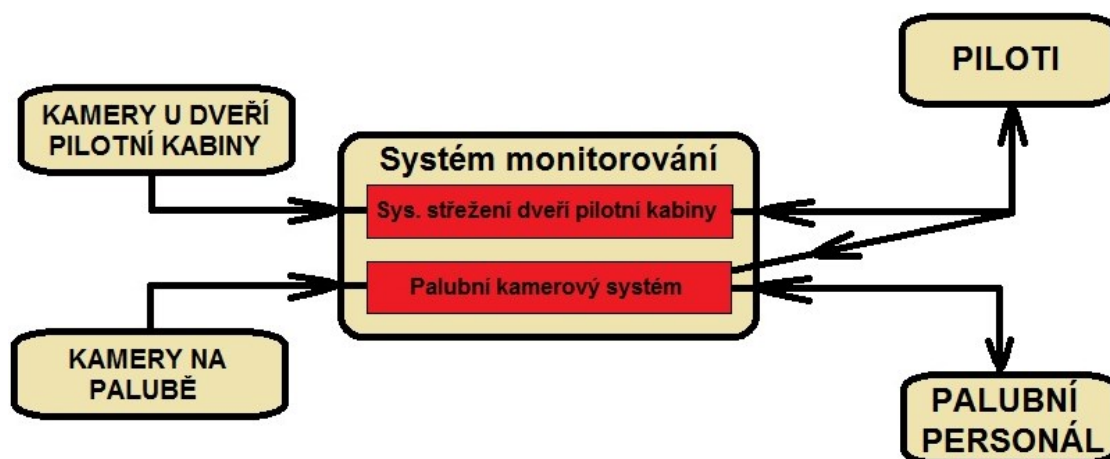 PILOTI
KAMERY U DVEŘÍ
PILOTNÍ KABINY
Systém monitorování
Sys. střežení dveří pilotní kabiny
Palubní kamerový systém
KAMERY NA
PALUBĚ
PALUBNÍ
PERSONÁL